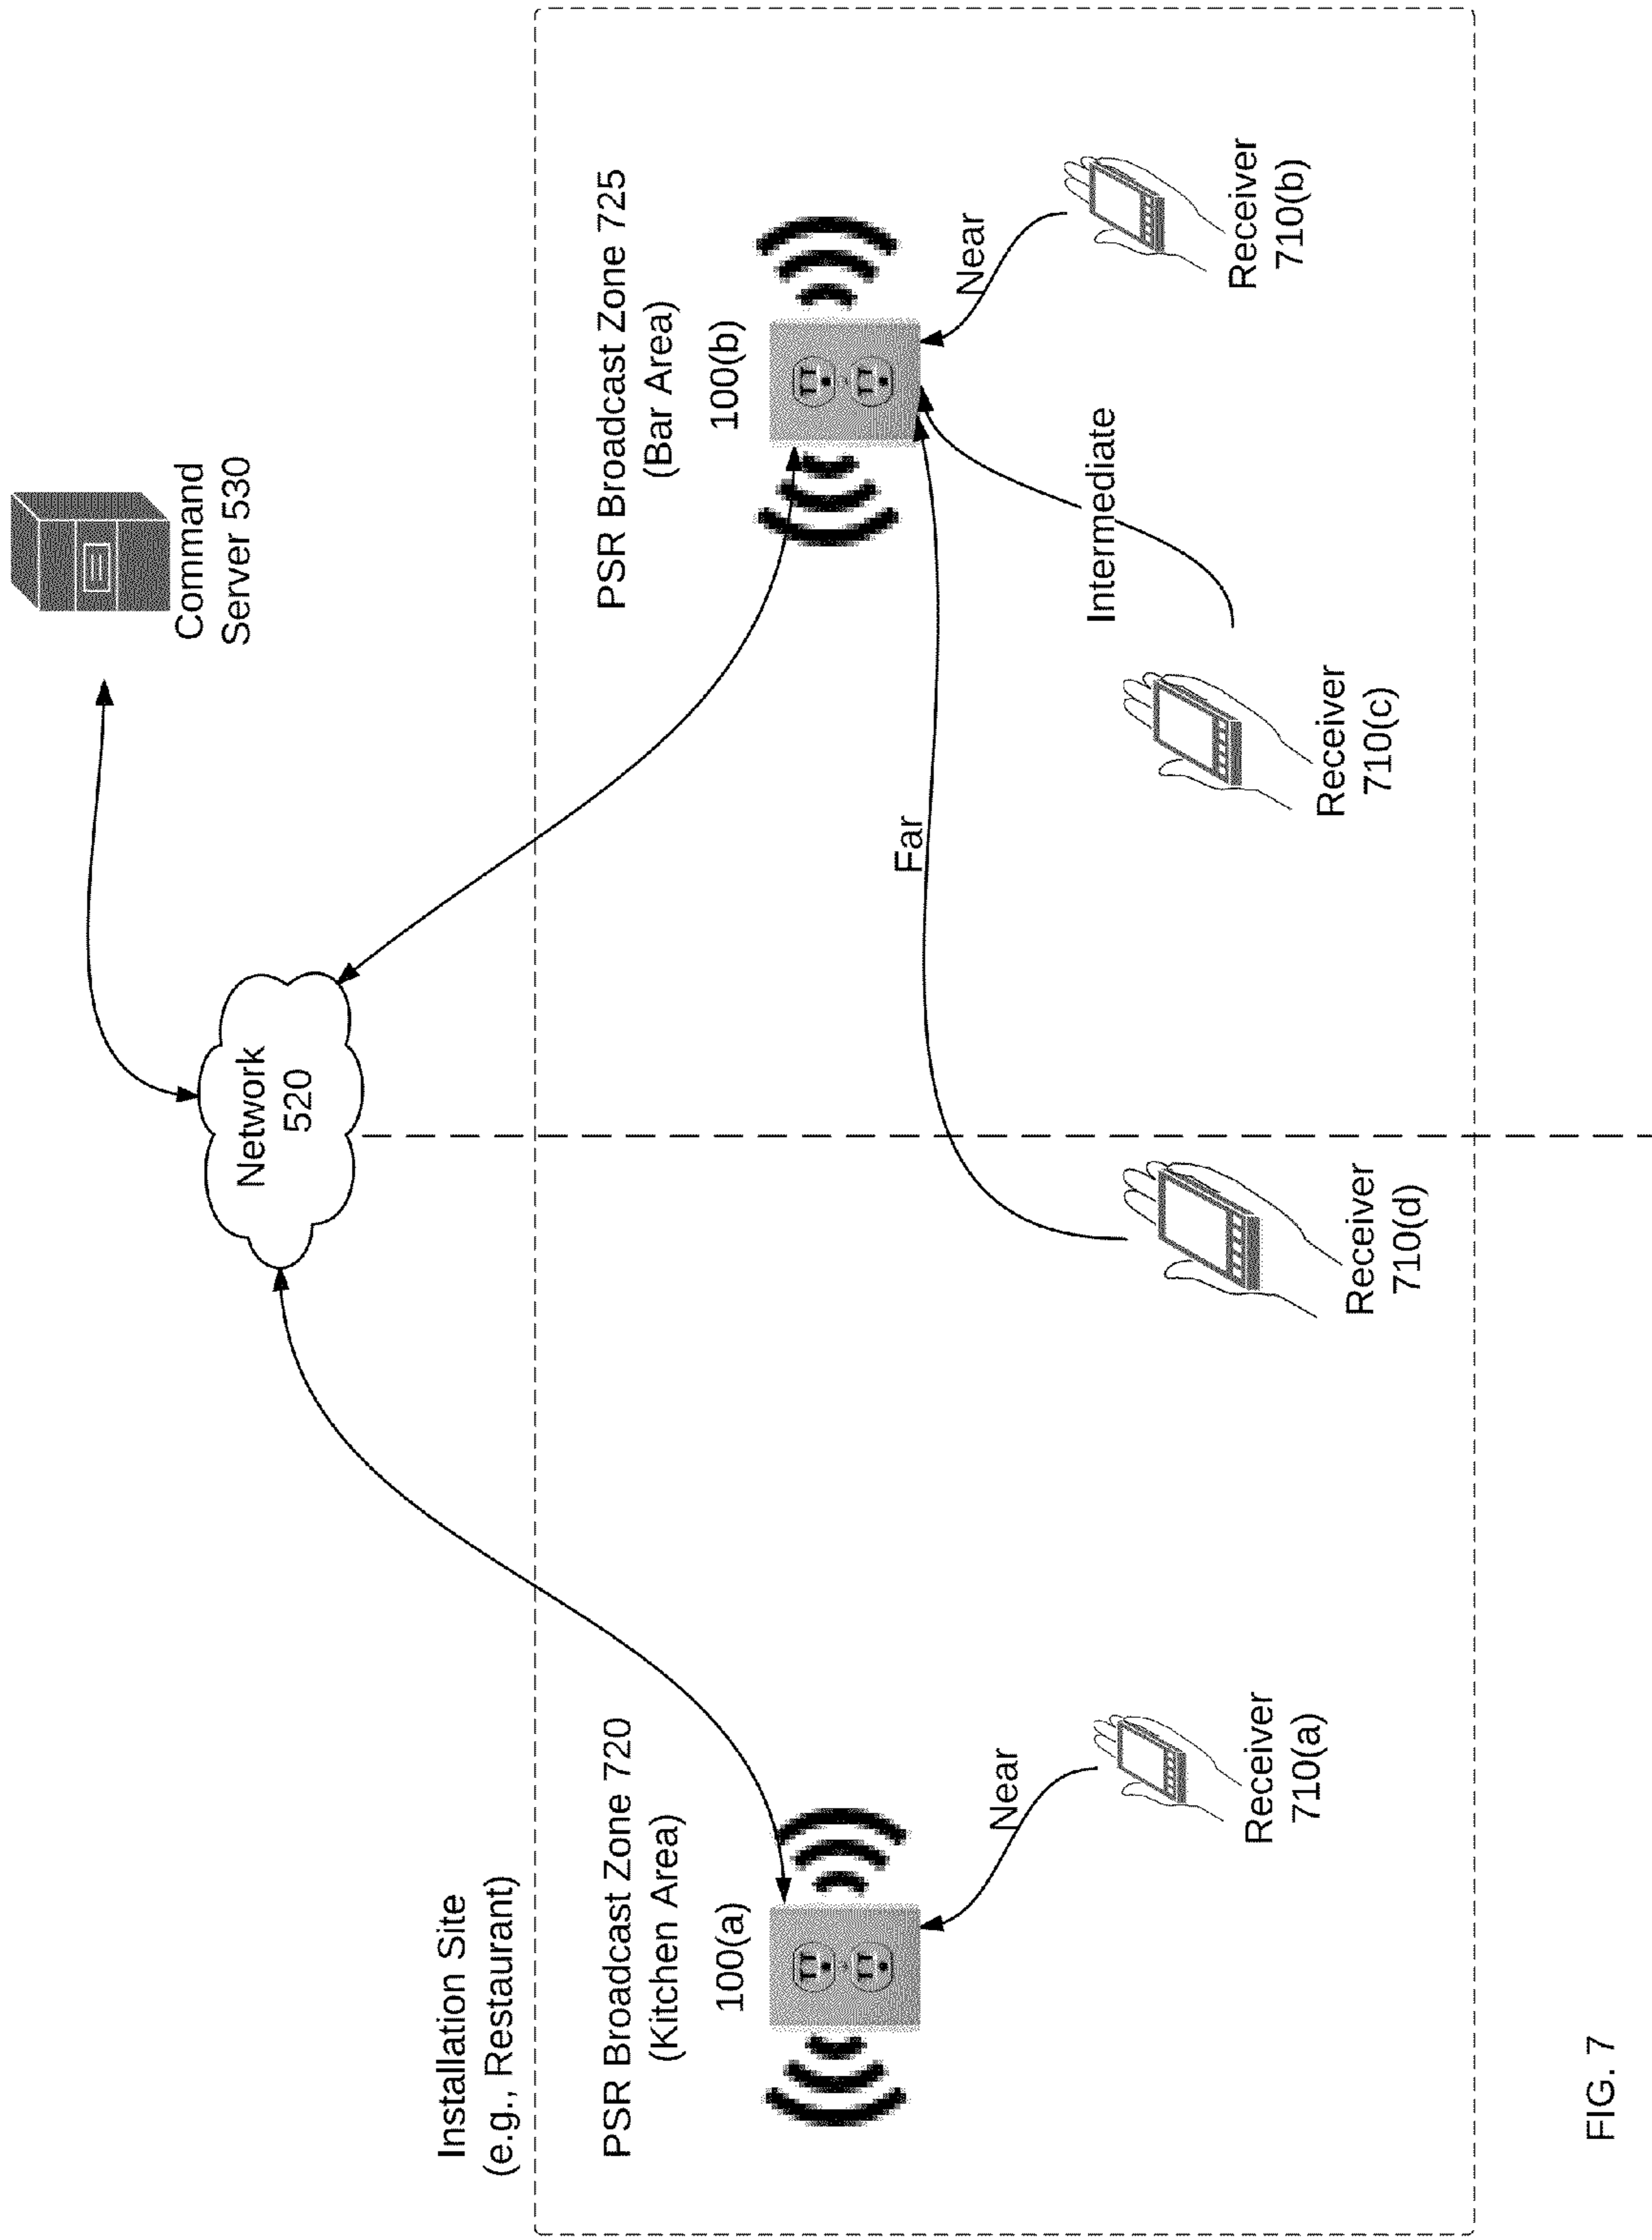 Command
Server 530
Network
520
Installation Site
(e.g., Restaurant)
PSR Broadcast Zone 720
(Kitchen Area)
100(a)
PSR Broadcast Zone 725
(Bar Area)
100(b)
Near
Far
Intermediate
Near
Receiver
710(a)
Receiver
710(d)
Receiver
710(c)
Receiver
710(b)
FIG. 7